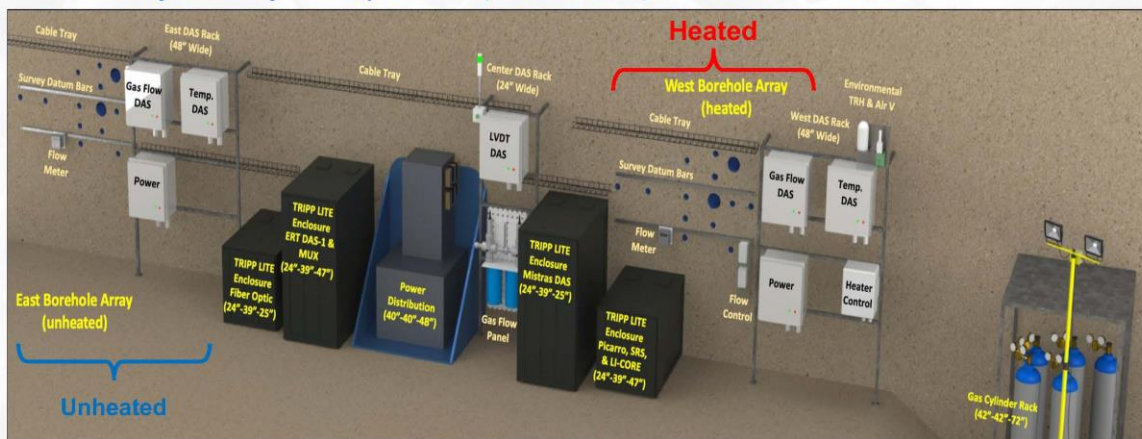 Cable Tray
East DAS Rack
(48" Wide)
Survey Datum Bars
Gas Flow
DAS
Temp.
DAS
Flow
Meter
Power
East Borehole Array
(unheated)
Unheated
TRIPP LITE
Enclosure
Fiber Optic
(24"-39"-25")
TRIPP LITE
Enclosure
ERT DAS-1 &
MUX
(24"-39"-47")
Cable Tray
Power
Distribution
(40"-40"-48")
Center DAS Rack
(24" Wide)
LVDT
DAS
Gas Flow
Panel
TRIPP LITE
Enclosure
Mistras DAS
(24"-39"-25")
TRIPP LITE
Enclosure
Picarro, SRS,
& LI-CORE
(24"-39"-47")
Heated
West Borehole Array
(heated)
Cable Tray
Survey Datum Bars
Flow
Meter
Flow
Control
West DAS Rack
(48" Wide)
Environmental
TRH & Air V
Gas Flow
DAS
Temp.
DAS
Power
Heater
Control
Gas Cylinder Rack
(42"-42"-72")